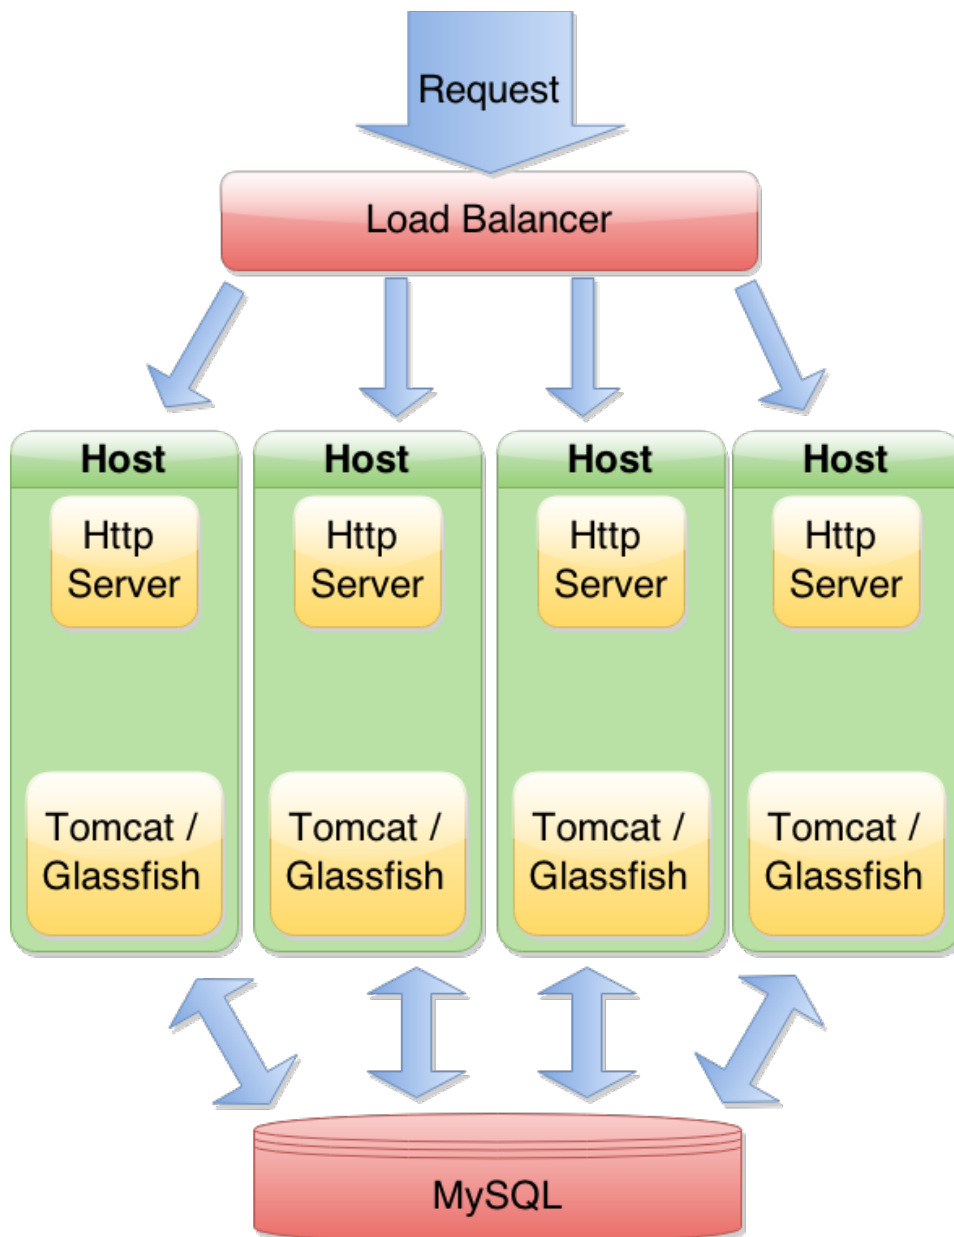 Request
Load Balancer
Host
Http
Server
Tomcat /
Glassfish
Host
Http
Server
Tomcat /
Glassfish
Host
Http
Server
Tomcat /
Glassfish
Host
Http
Server
Tomcat /
Glassfish
MySQL